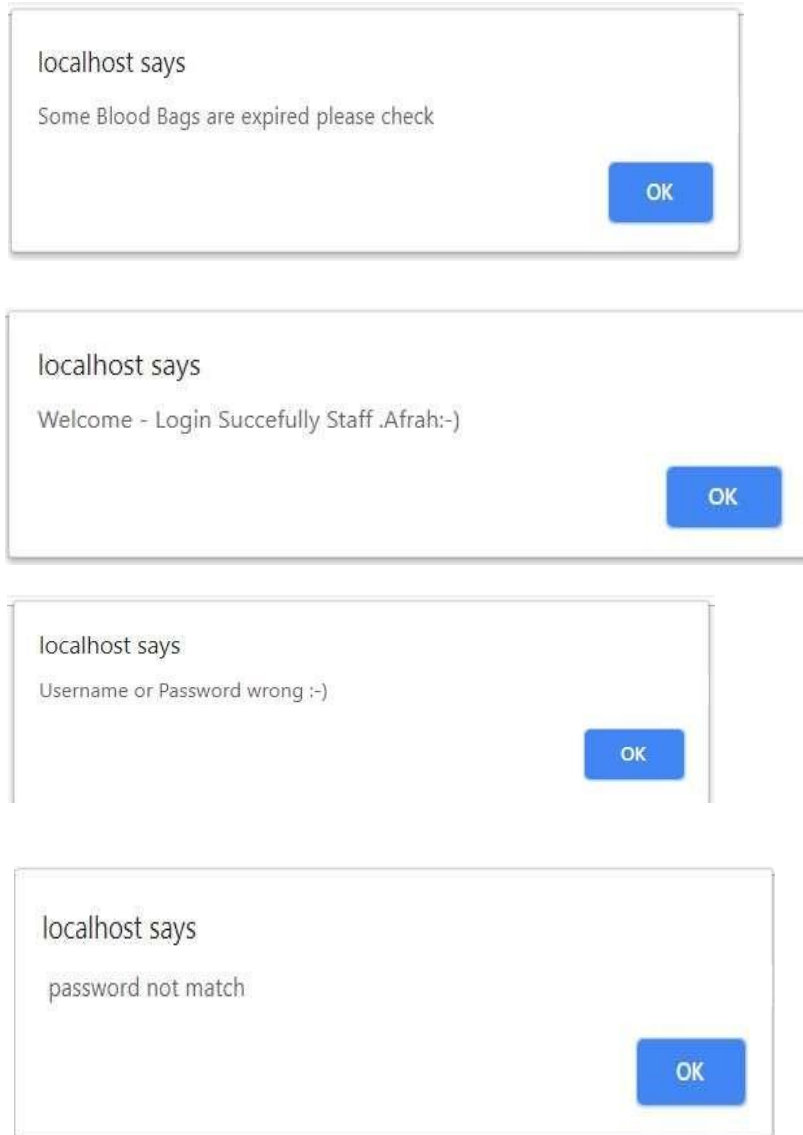 localhost says
Some Blood Bags are expired please check
OK
localhost says
Welcome - Login Succefully Staff .Afrah:-)
OK
localhost says
Username or Password wrong :-)
OK
localhost says
password not match
OK